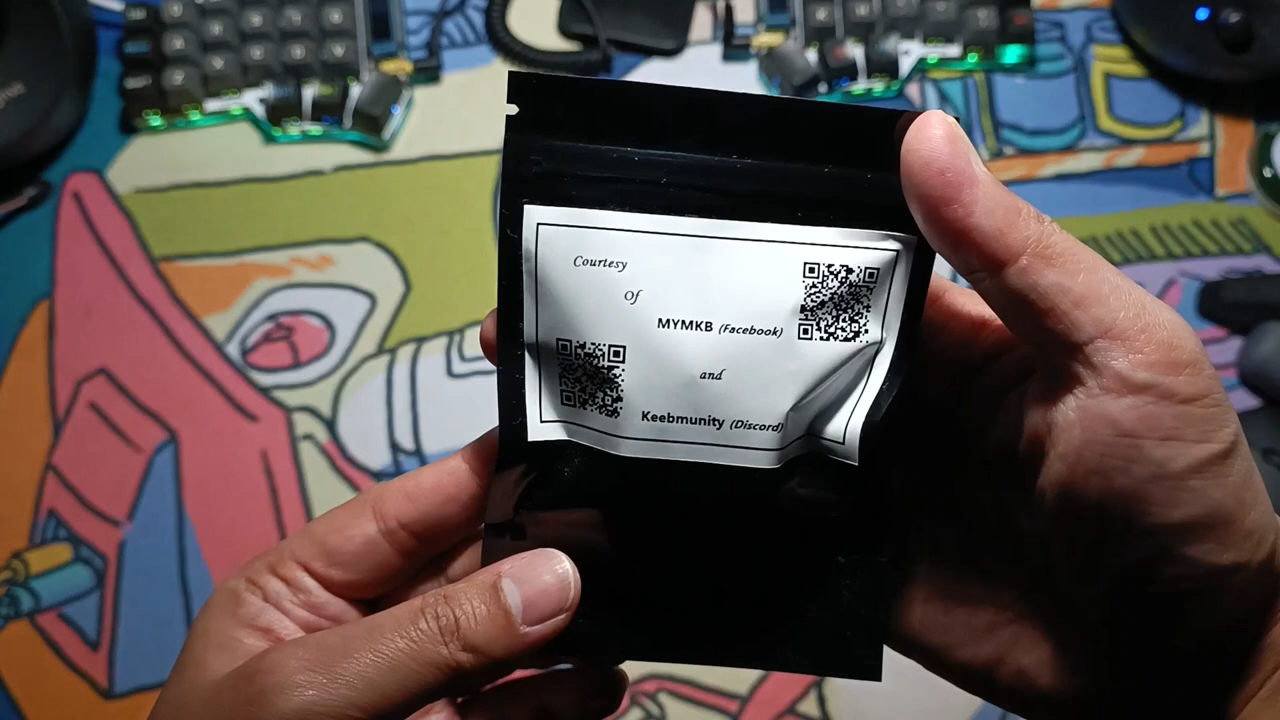 Courtesy
Of
MYMKB (Facebook)
and
Keebmunity (Discord)